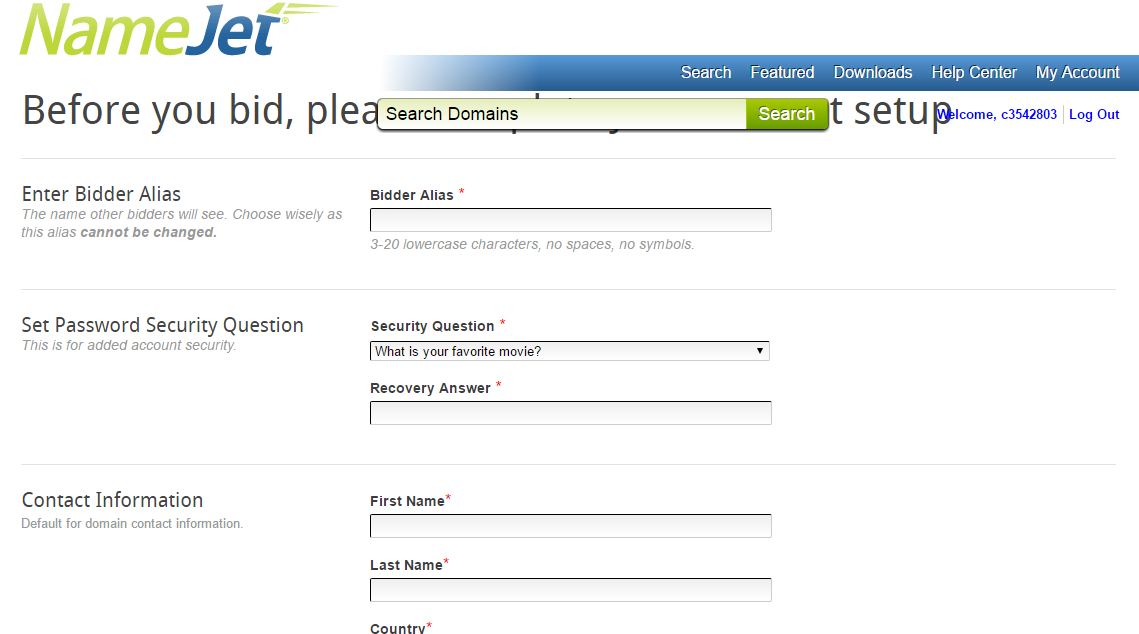 NameJet®
Search Featured Downloads Help Center My Account
Before you bid, t setup
Search Domains Search
Welcome, c3542803 Log Out
Enter Bidder Alias
The name other bidders will see. Choose wisely as
this alias cannot be changed.
Bidder Alias *
3-20 lowercase characters, no spaces, no symbols.
Set Password Security Question
This is for added account security.
Security Question *
What is your favorite movie?
Recovery Answer *
Contact Information
Default for domain contact information.
First Name*
Last Name*
Country*